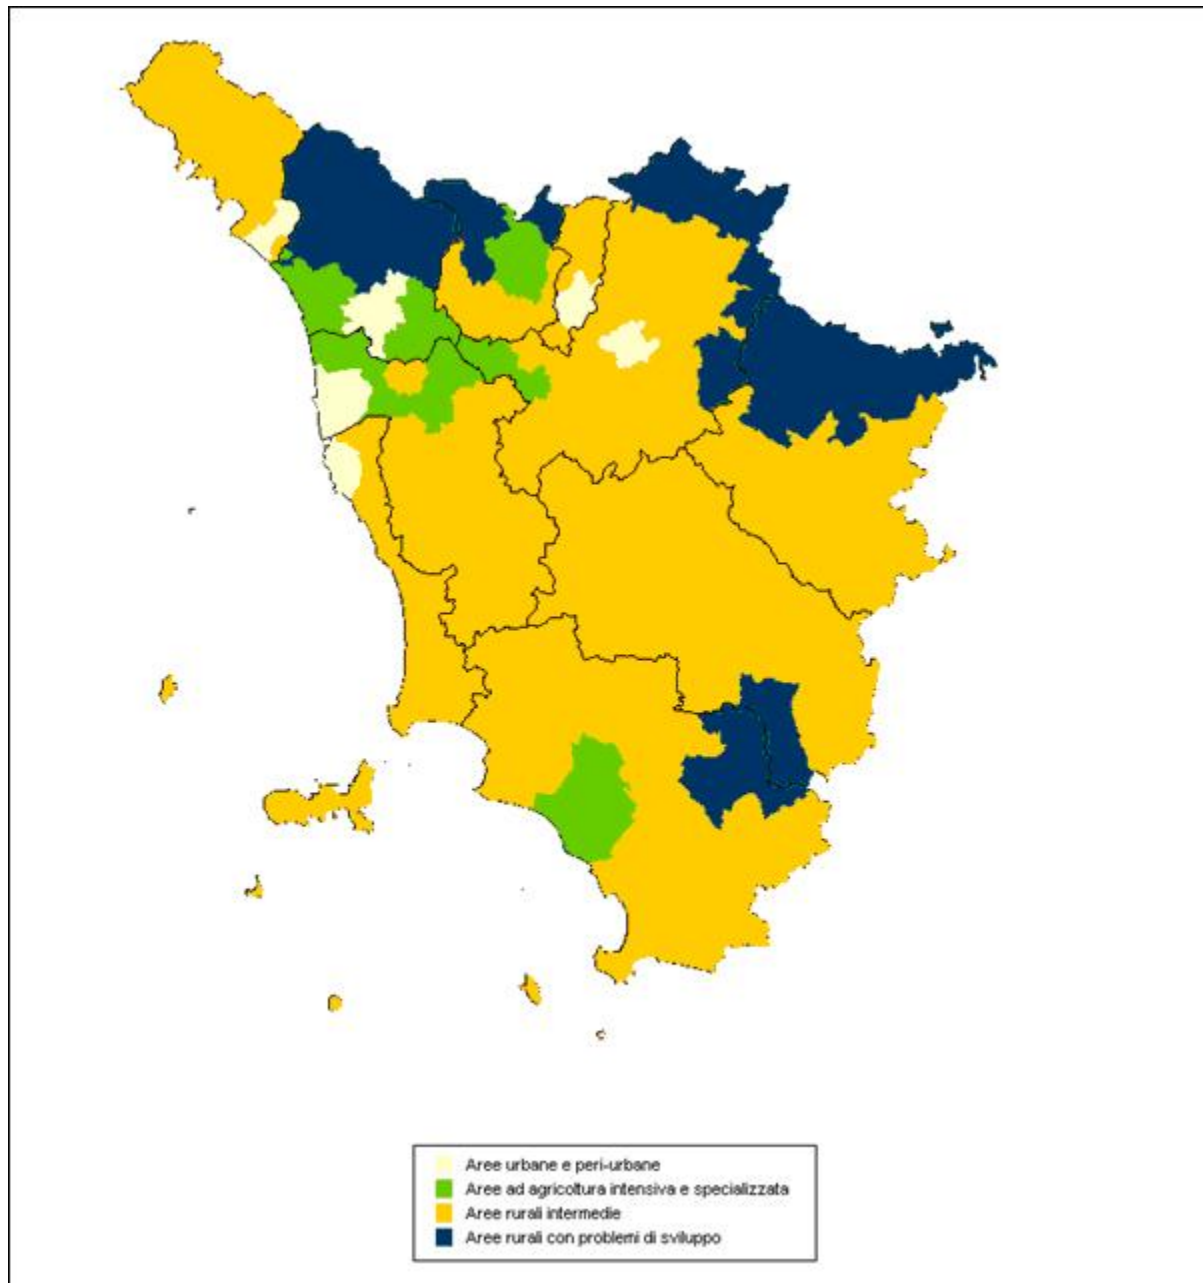 Aree urbane e peri-urbane
Aree ad agricoltura intensiva e specializzata
Aree rurali intermedie
Aree rurali con problemi di sviluppo